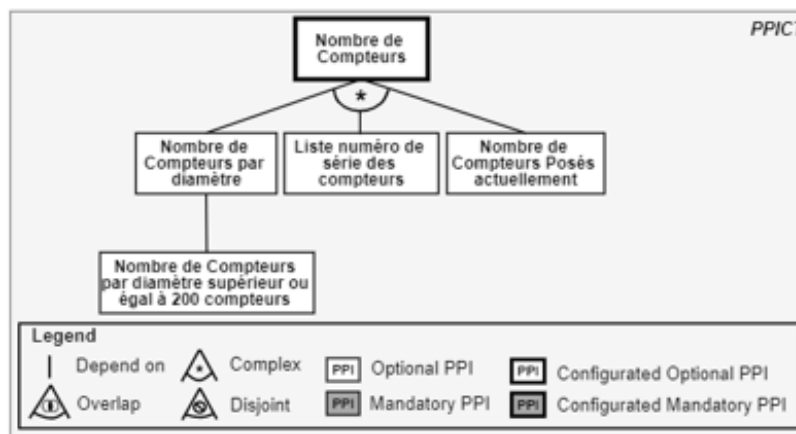 PPICT
Nombre de
Compteurs
*
Nombre de
Compteurs par
diamètre
Liste numéro de
série des
compteurs
Nombre de
Compteurs Posés
actuellement
Nombre de Compteurs
par diamètre supérieur ou
égal à 200 compteurs
Legend
Depend on
* Complex
PPI Optional PPI
PPI Configurated Optional PPI
Overlap
Disjoint
PPI Mandatory PPI
PPI Configurated Mandatory PPI